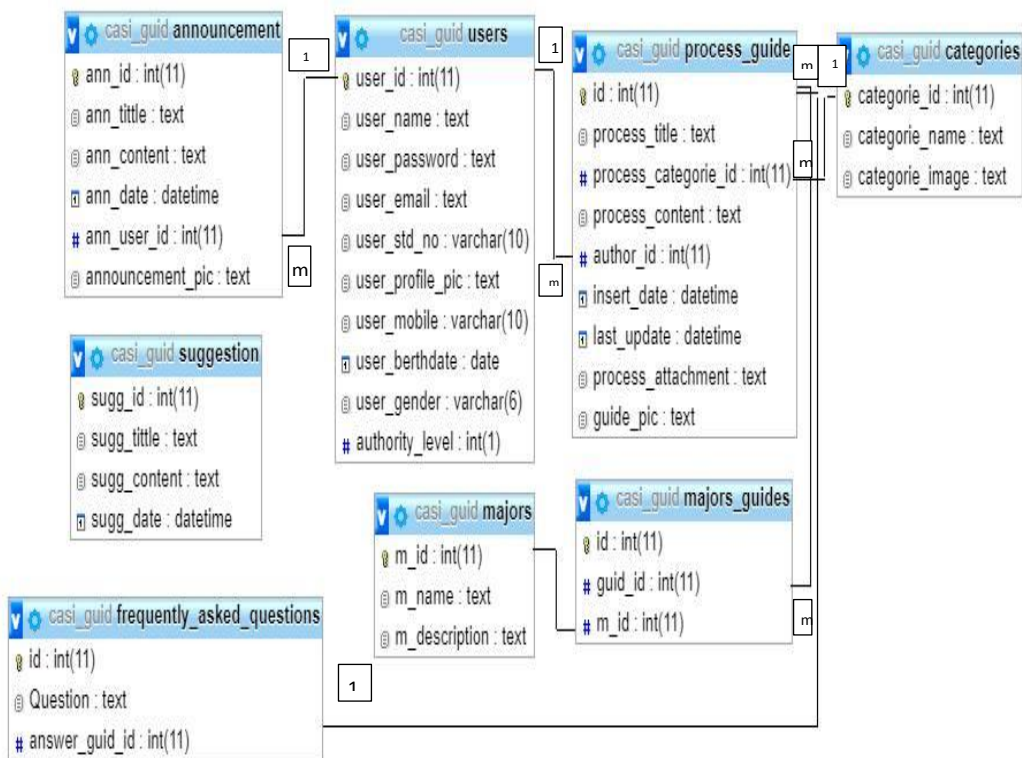 casi_guid announcement
ann_id : int(11)
ann_tittle : text
ann_content : text
ann_date : datetime
ann_user_id : int(11)
announcement_pic : text
1
m
casi_guid users
user_id : int(11)
user_name : text
user_password : text
user_email : text
user_std_no : varchar(10)
user_profile_pic : text
user_mobile : varchar(10)
user_berthdate : date
user_gender : varchar(6)
authority_level : int(1)
1
m
casi_guid process_guide
id : int(11)
process_title : text
process_categorie_id : int(11)
process_content : text
author_id : int(11)
insert_date : datetime
last_update : datetime
process_attachment : text
guide_pic : text
m
1
m
casi_guid categories
categorie_id : int(11)
categorie_name : text
categorie_image : text
casi_guid suggestion
sugg_id : int(11)
sugg_tittle : text
sugg_content : text
sugg_date : datetime
casi_guid majors
m_id : int(11)
m_name : text
m_description : text
casi_guid majors_guides
id : int(11)
guid_id : int(11)
m_id : int(11)
m
casi_guid frequently_asked_questions
id : int(11)
Question : text
answer_guid_id : int(11)
1